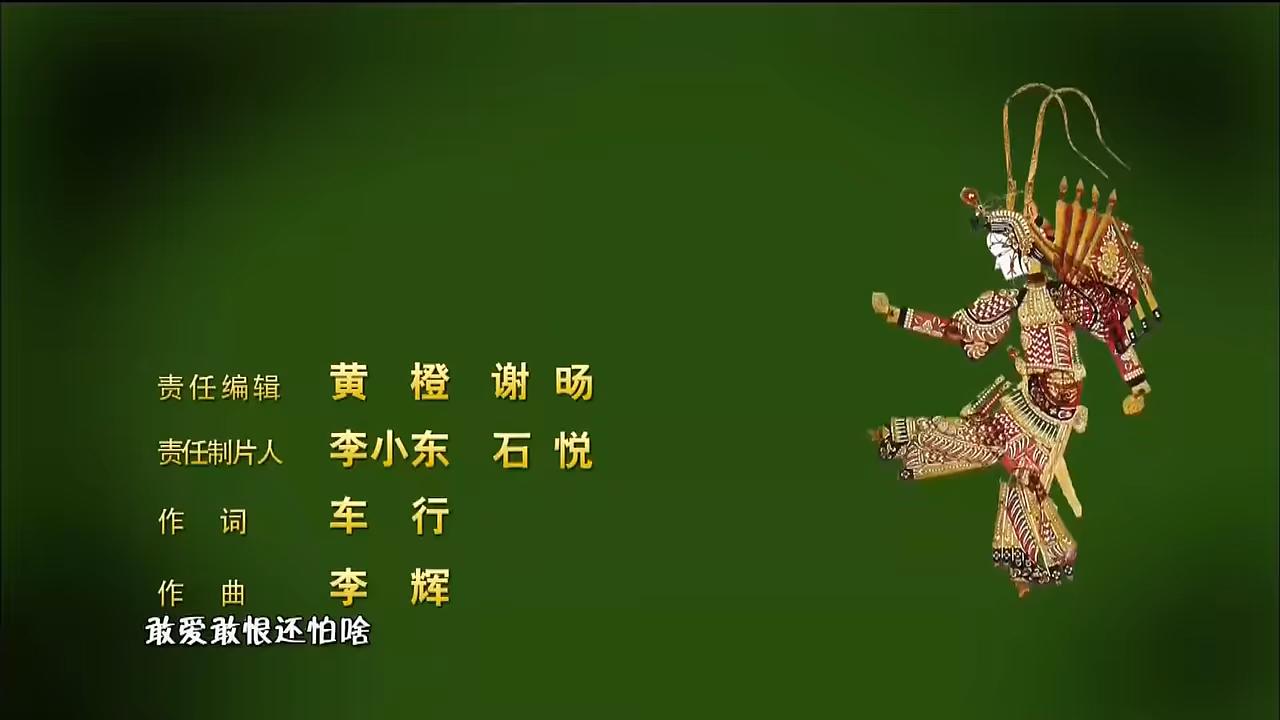 责任编辑 黄 橙 谢 旸
责任制片人 李小东 石 悦
作 词 车 行
作 曲 李 辉
敢爱敢恨还怕啥